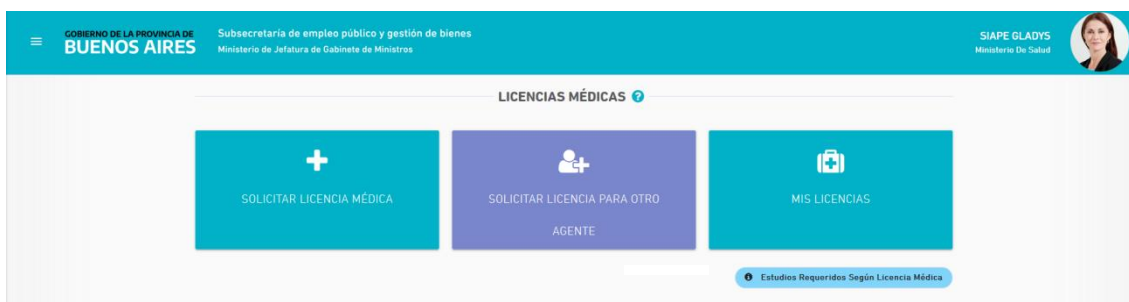 GOBIERNO DE LA PROVINCIA DE
BUENOS AIRES
Subsecretaría de empleo público y gestión de bienes
Ministerio de Jefatura de Gabinete de Ministros
SIAPE GLADYS
Ministerio De Salud
LICENCIAS MÉDICAS ?
SOLICITAR LICENCIA MÉDICA
SOLICITAR LICENCIA PARA OTRO
AGENTE
MIS LICENCIAS
Estudios Requeridos Según Licencia Médica